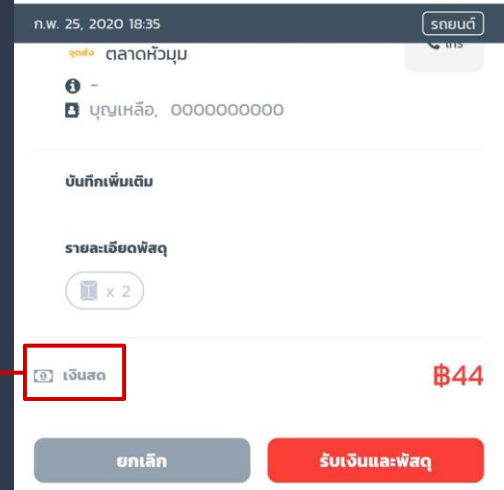 ก.พ. 25, 2020 18:35 รถยนต์
จุดส่ง ตลาดหัวมุม
โทร
-
บุญเหลือ, 0000000000
บันทึกเพิ่มเติม
รายละเอียดพัสดุ
x 2
เงินสด ฿44
ยกเลิก รับเงินและพัสดุ